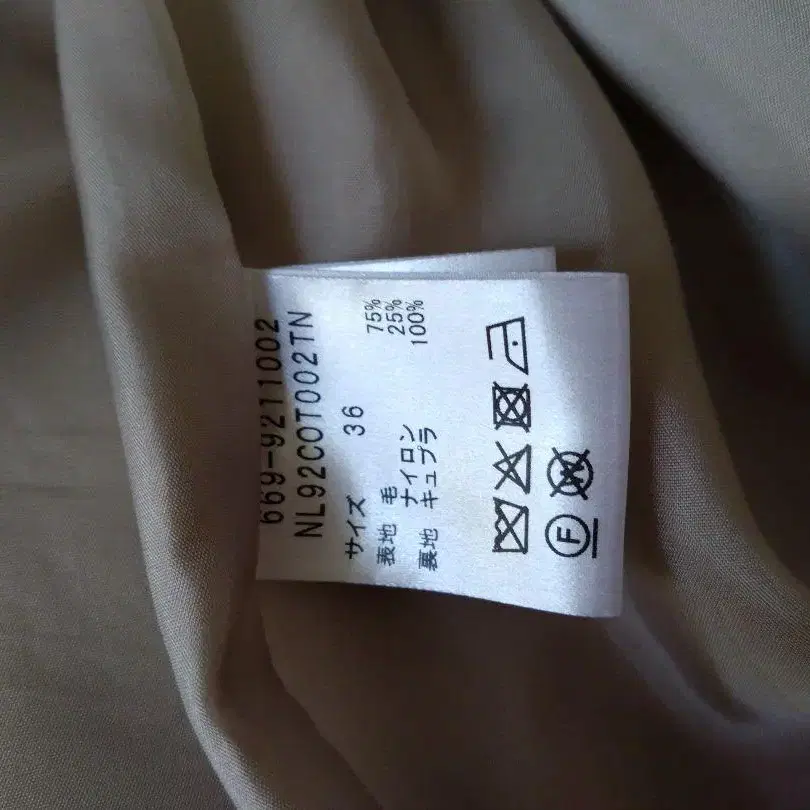 669-9211002
NL92COT002TN
サイズ 36
表地 毛 75%
ナイロン 25%
裏地 キュプラ 100%
F
W